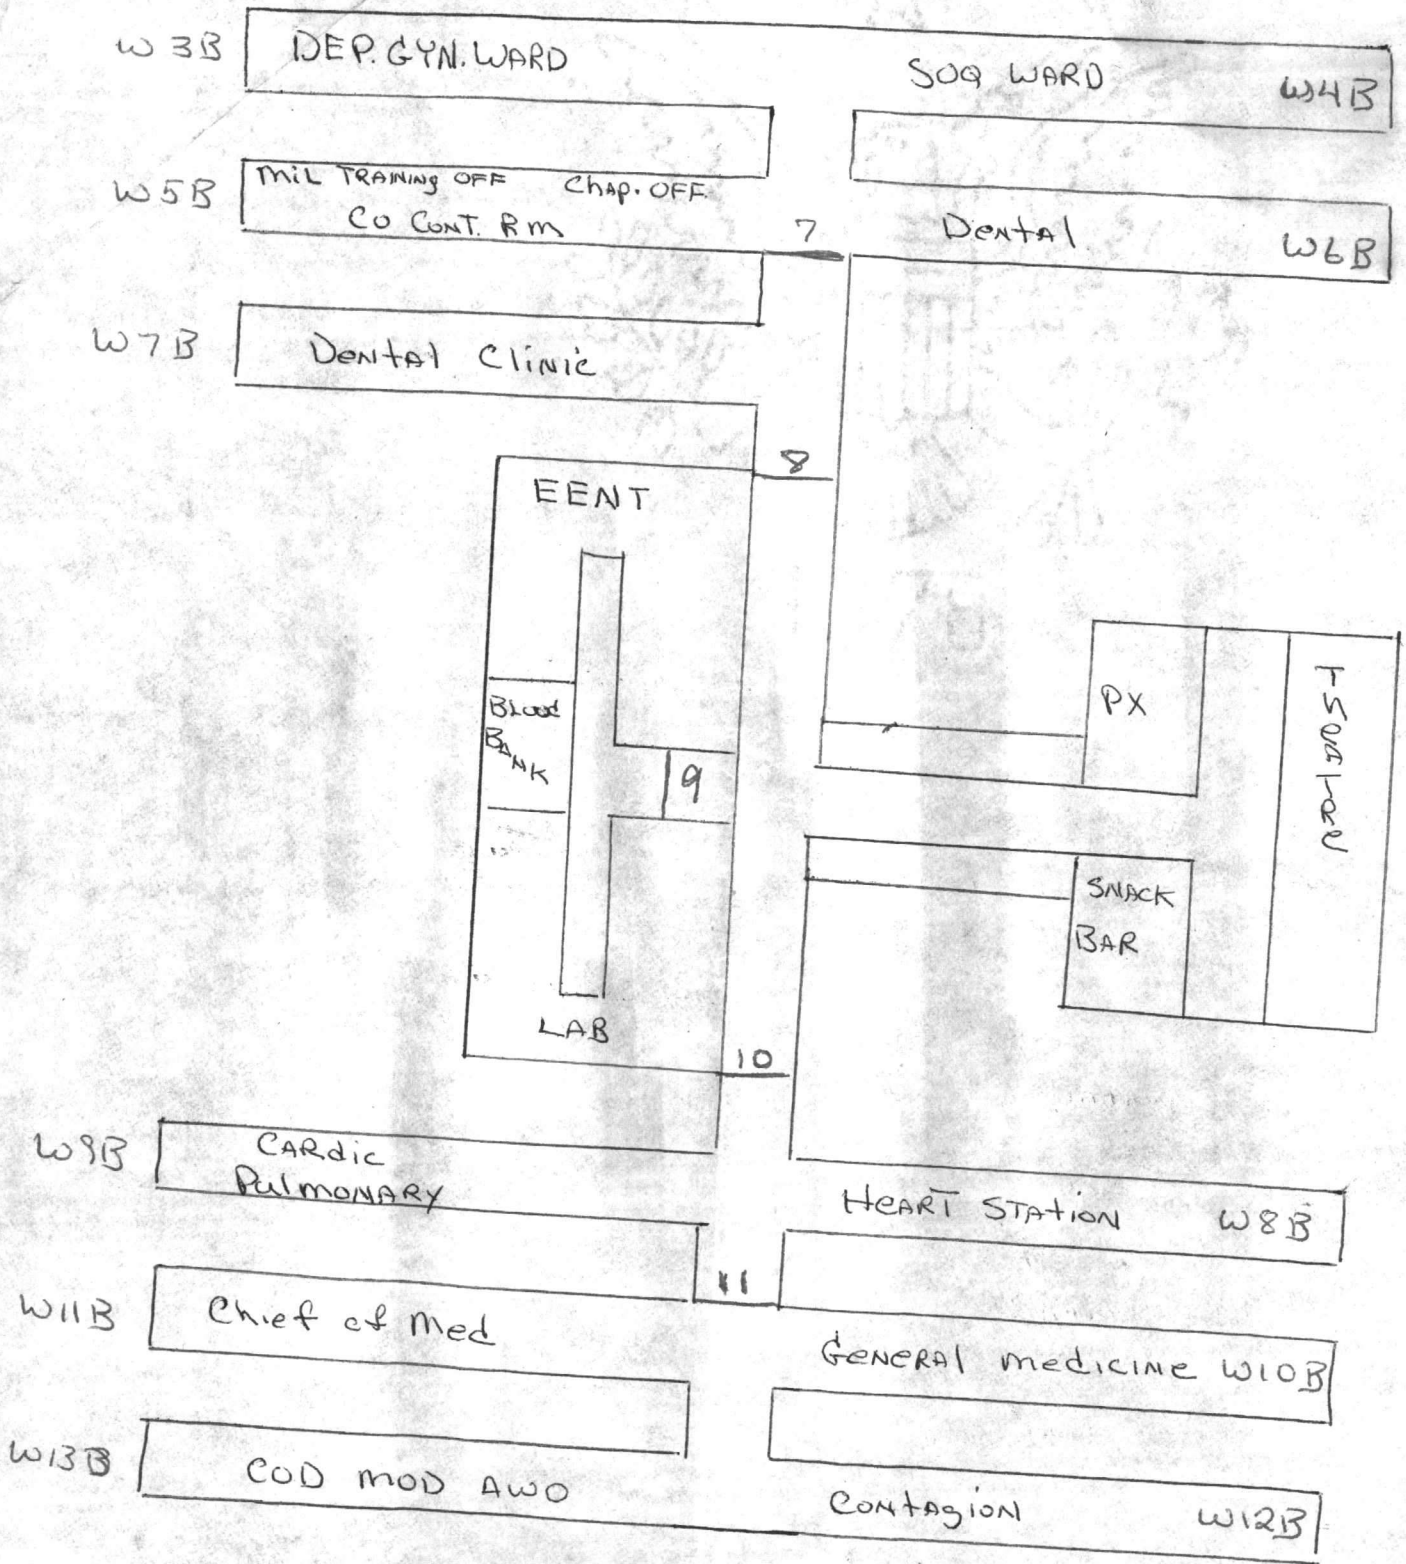 W3B DEP. GYN. WARD SOQ WARD W4B
W5B MIL TRAINING OFF CHAP. OFF.
CO CONT. RM 7 Dental W6B
W7B Dental Clinic
8
EENT
PX
Blood
BANK
9
SNACK
BAR
LAB
10
W9B CARDIC
PULMONARY
HEART STATION W8B
11
W11B Chief of Med
GENERAL MEDICINE W10B
W13B COD MOD AWO
CONTAGION W12B